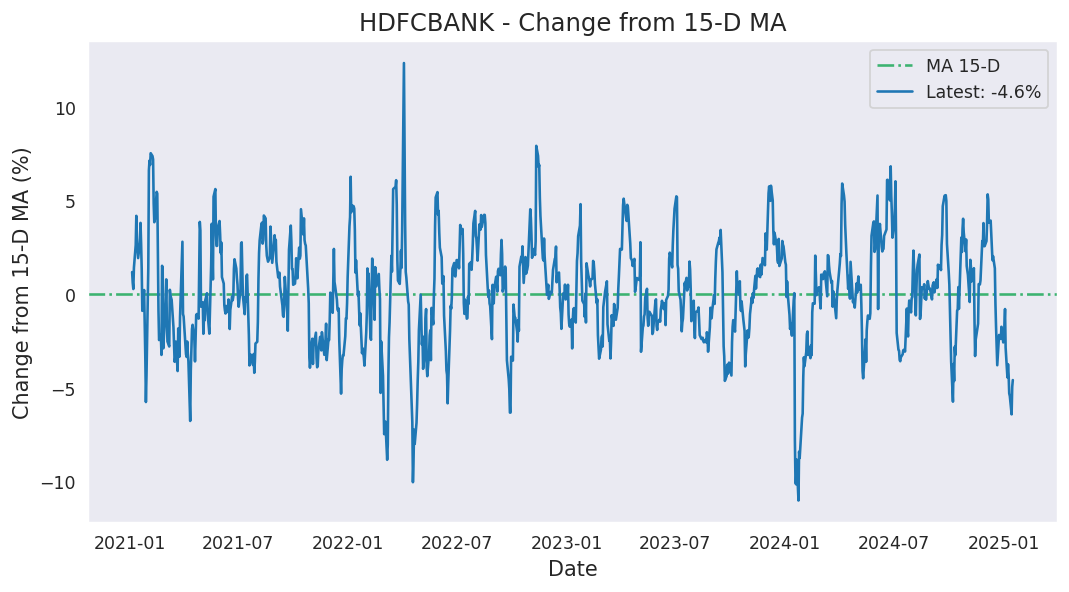 HDFCBANK - Change from 15-D MA
MA 15-D
Latest: -4.6%
Change from 15-D MA (%)
10
5
0
−5
−10
2021-01
2021-07
2022-01
2022-07
2023-01
2023-07
2024-01
2024-07
2025-01
Date